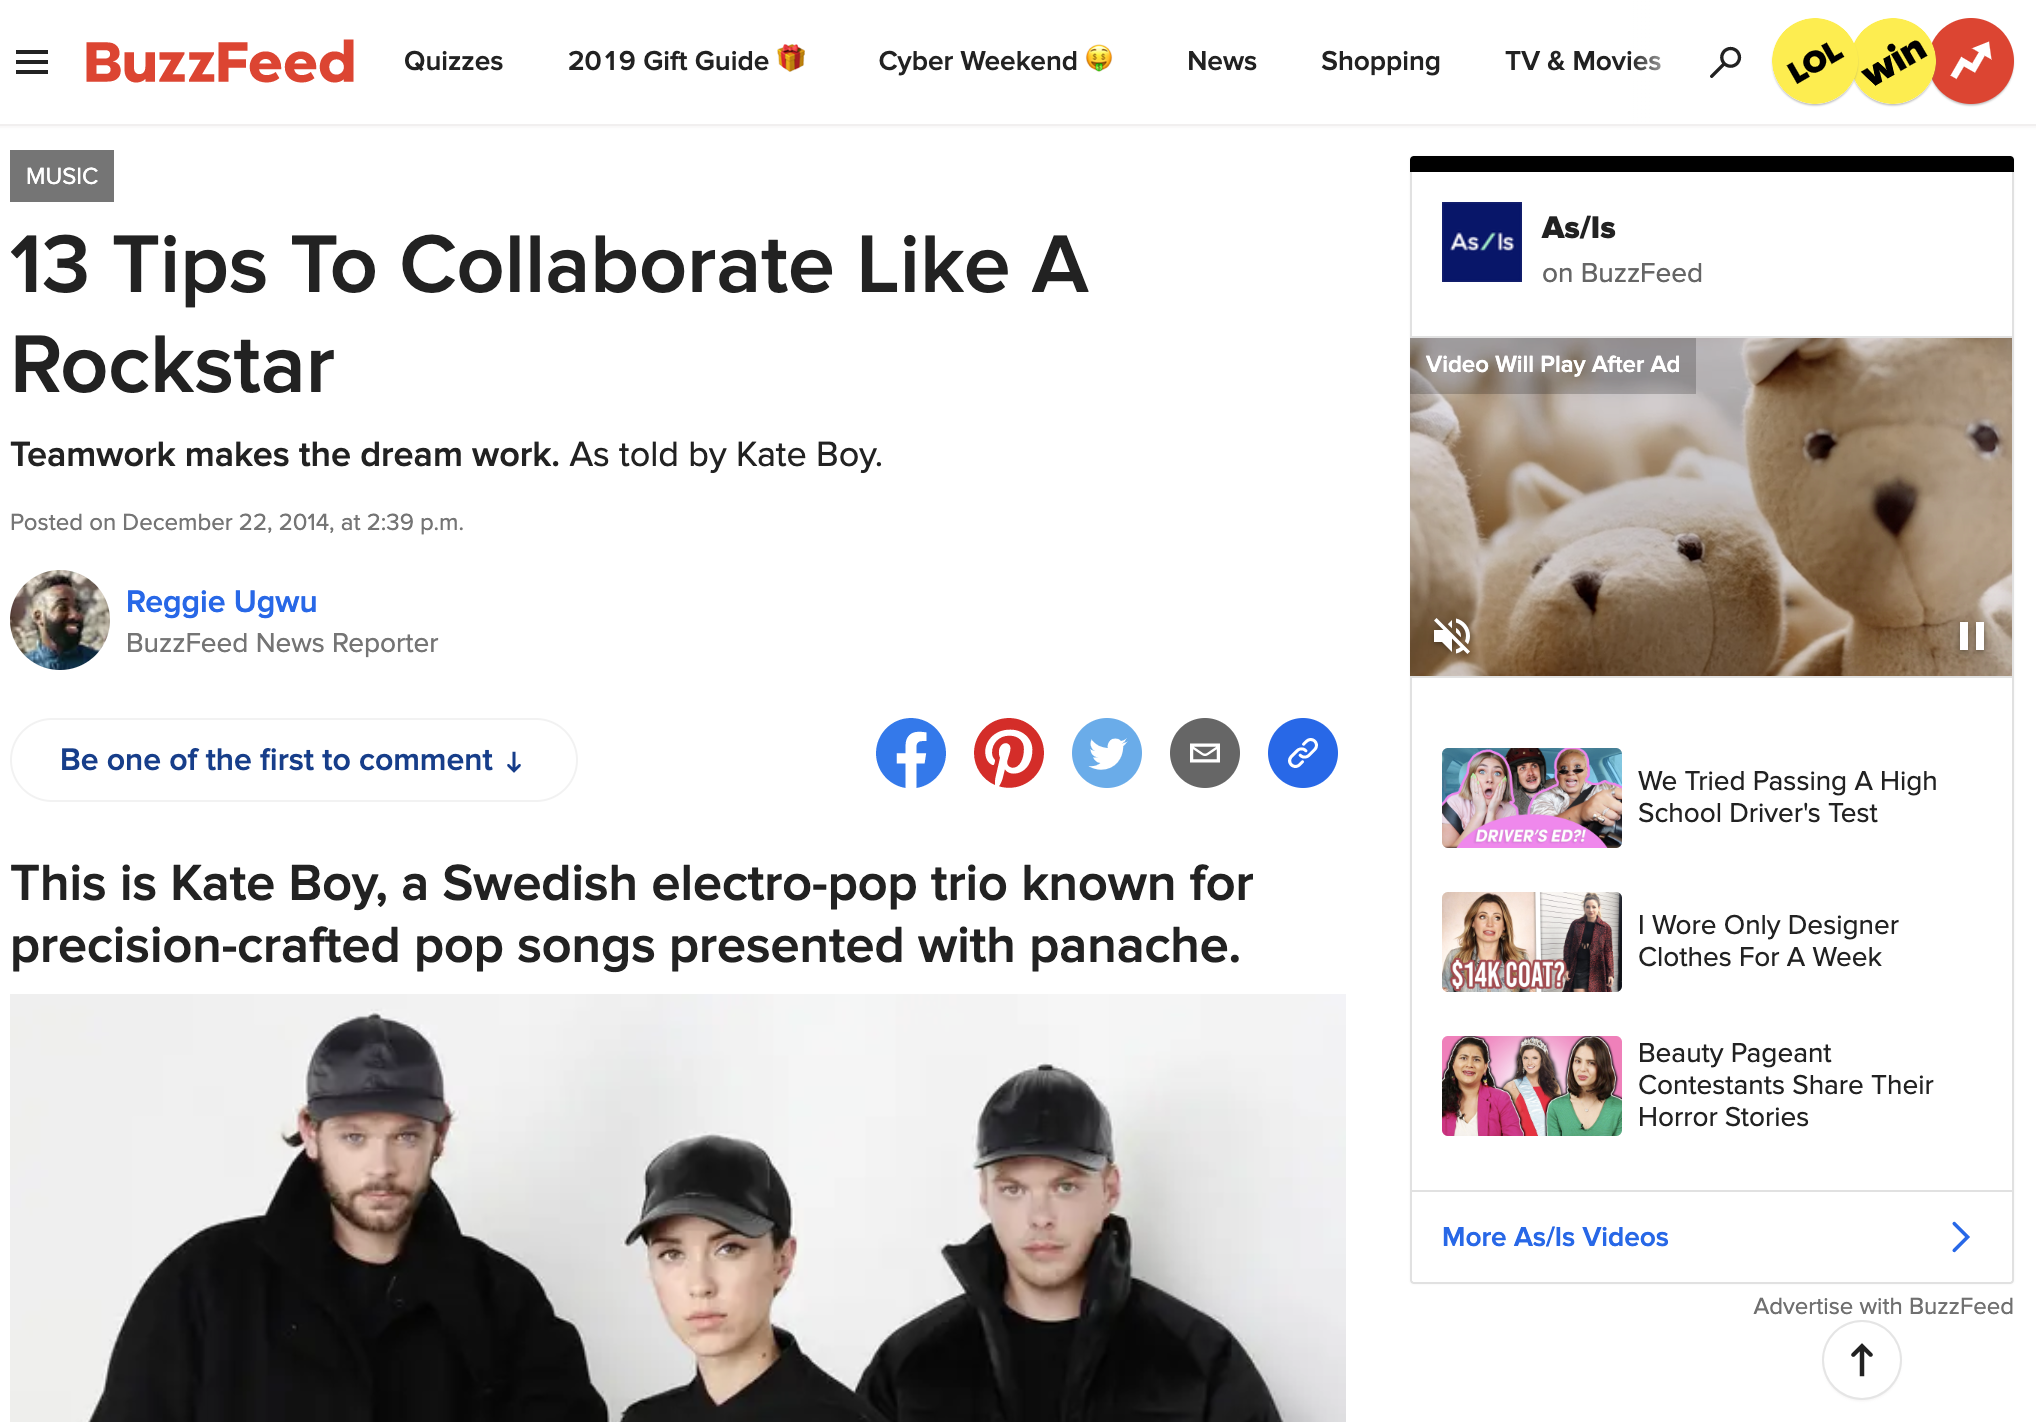 BuzzFeed
Quizzes
2019 Gift Guide 🎁
Cyber Weekend 🤑
News
Shopping
TV & Movies
LOL
win
MUSIC
13 Tips To Collaborate Like A
Rockstar
Teamwork makes the dream work. As told by Kate Boy.
Posted on December 22, 2014, at 2:39 p.m.
Reggie Ugwu
BuzzFeed News Reporter
Be one of the first to comment ↓
This is Kate Boy, a Swedish electro-pop trio known for
precision-crafted pop songs presented with panache.
As/Is
As/Is
on BuzzFeed
Video Will Play After Ad
DRIVER'S ED?!
We Tried Passing A High
School Driver's Test
$14K COAT?
I Wore Only Designer
Clothes For A Week
Beauty Pageant
Contestants Share Their
Horror Stories
More As/Is Videos
Advertise with BuzzFeed